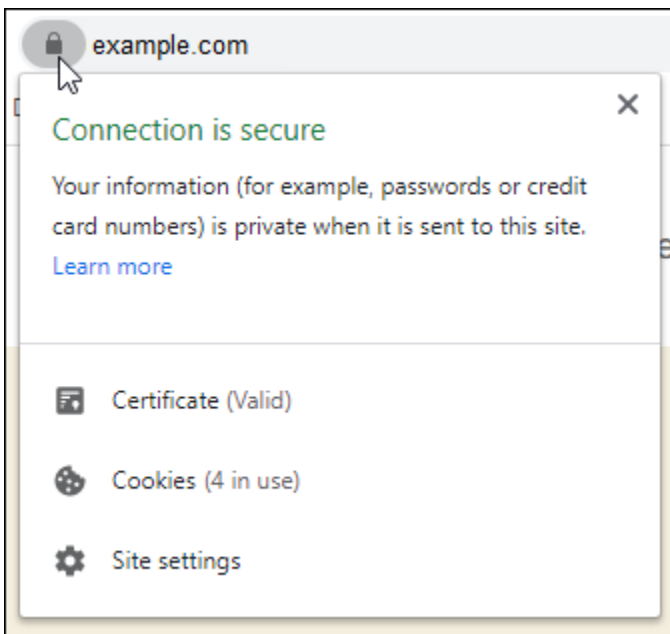 example.com
Connection is secure
Your information (for example, passwords or credit
card numbers) is private when it is sent to this site.
Learn more
Certificate (Valid)
Cookies (4 in use)
Site settings